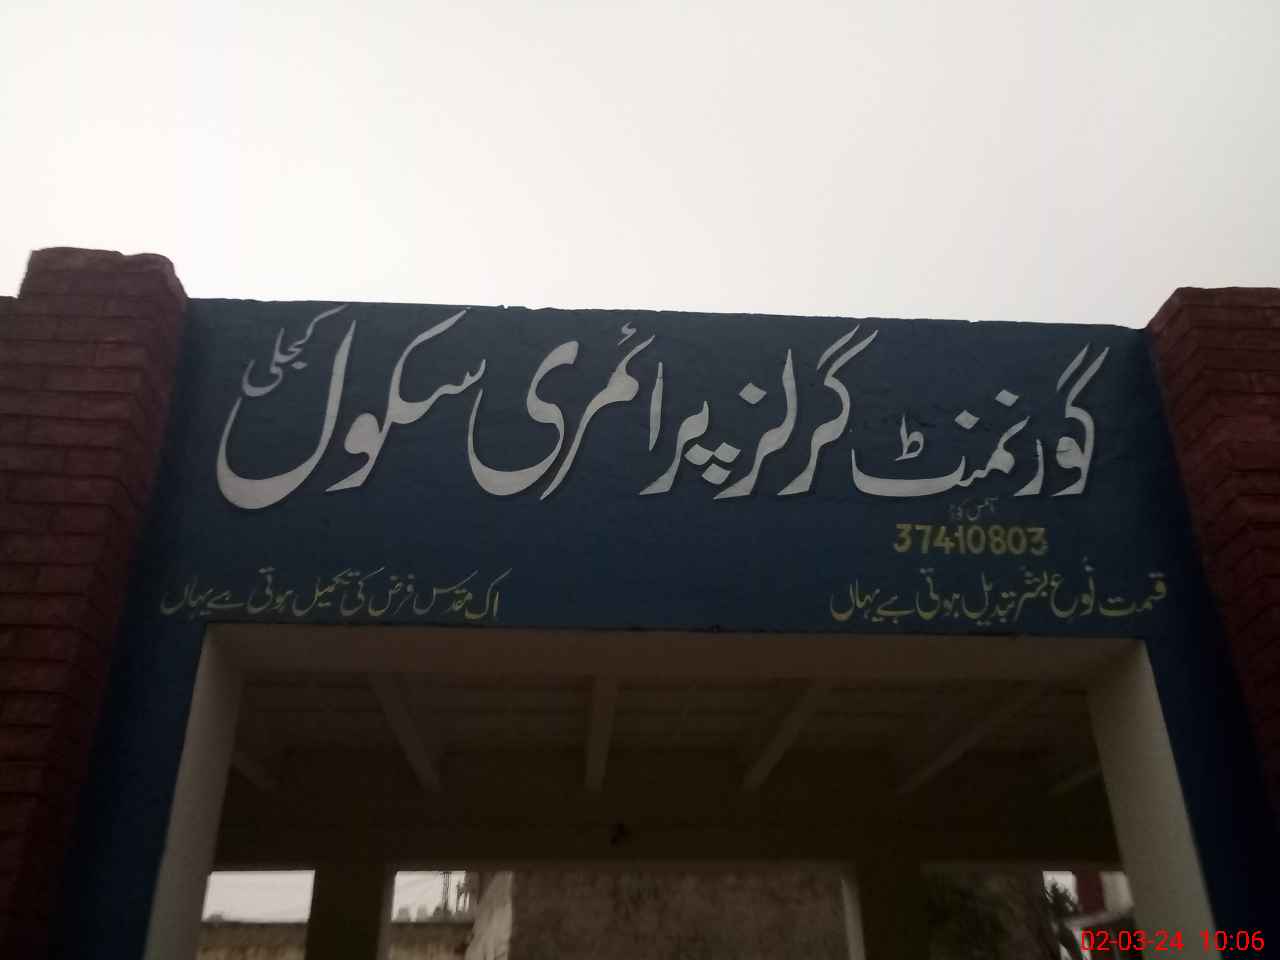 گورنمنٹ گرلز پرائمری سکول کجلی
37410803
قسمت نوع بشر تبدیل ہوتی ہے یہاں
اک مقدس فرض کی تکمیل ہوتی ہے یہاں
02-03-24 10:06